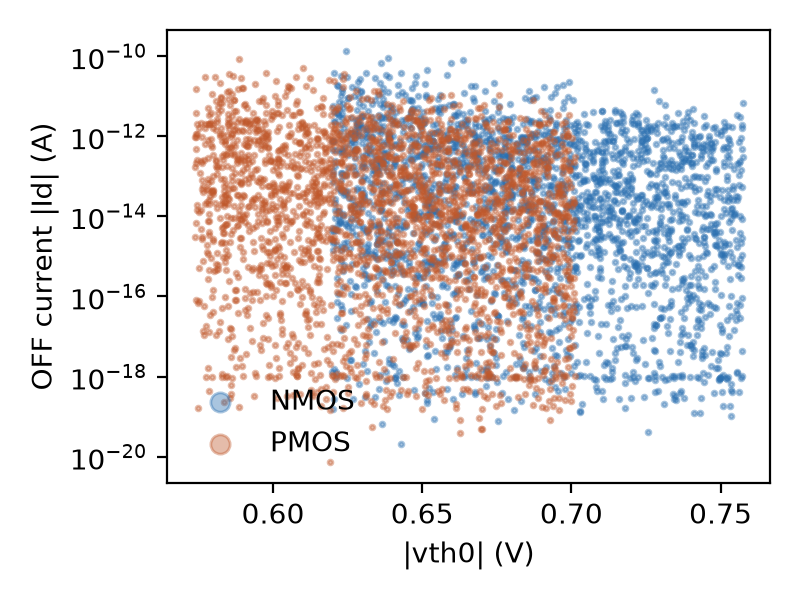 10⁻¹⁰
10⁻¹²
10⁻¹⁴
10⁻¹⁶
10⁻¹⁸
10⁻²⁰
OFF current |Id| (A)
NMOS
PMOS
0.60 0.65 0.70 0.75
|vth0| (V)